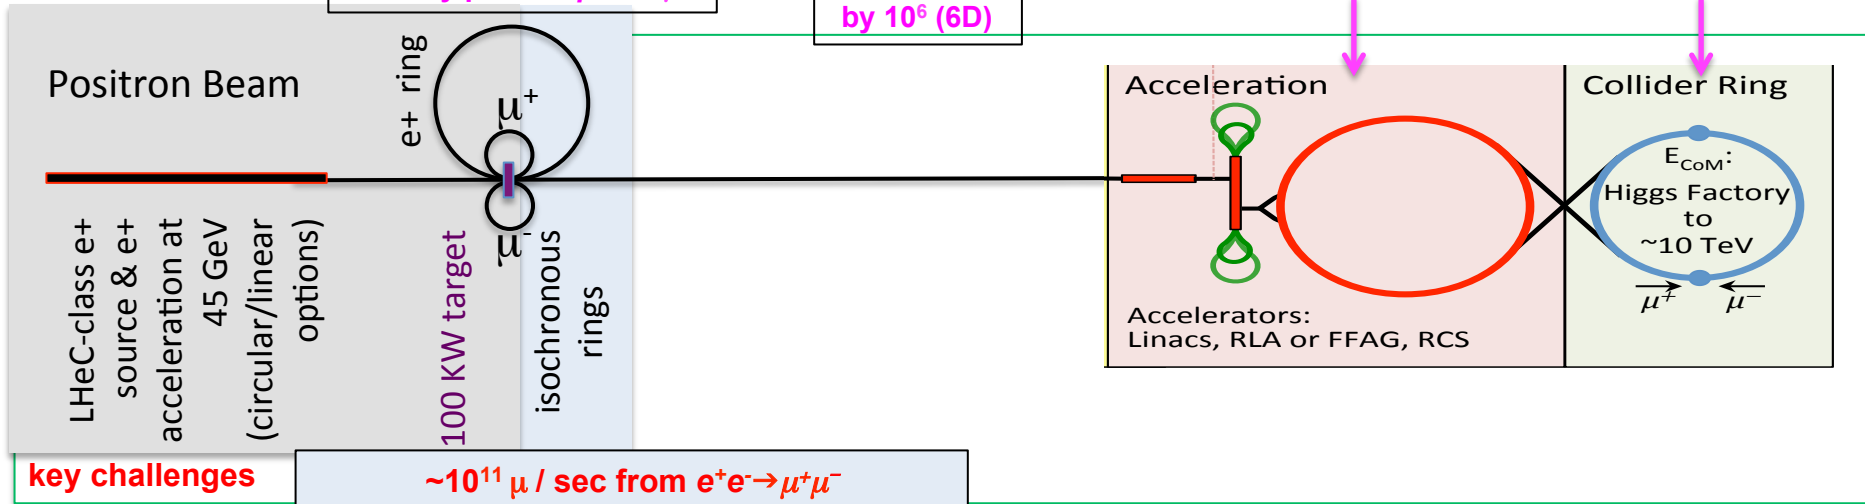 by 10⁶ (6D)
Positron Beam
e+ ring
μ⁺
μ⁻
LHeC-class e+
source & e+
acceleration at
45 GeV
(circular/linear
options)
100 KW target
isochronous
rings
Acceleration
Accelerators:
Linacs, RLA or FFAG, RCS
Collider Ring
E_CoM:
Higgs Factory
to
~10 TeV
μ⁺ μ⁻
key challenges
~10¹¹ μ / sec from e⁺e⁻→μ⁺μ⁻